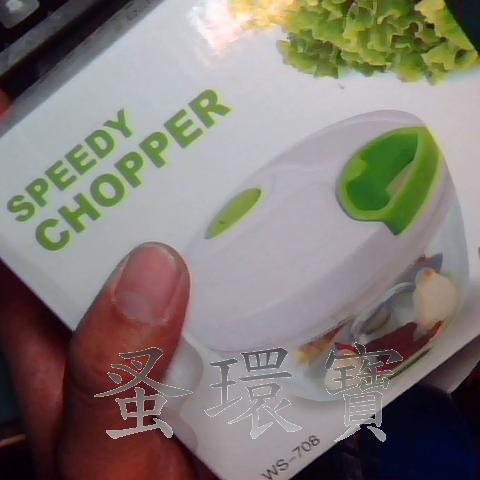 SPEEDY
CHOPPER
蚤環寶
WS-708